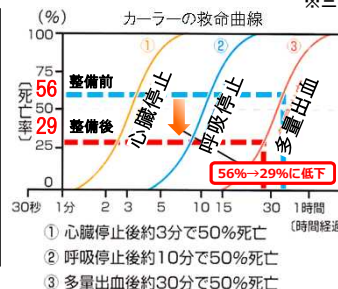 (%)
カーラーの救命曲線
100
①
②
③
75
56 整備前
50
29 整備後
25
0
〔死亡率〕
心臓停止
呼吸停止
多量出血
56%→29%に低下
30秒 1分 2 3 5 10 15 30 1時間
〔時間経過
① 心臓停止後約3分で50%死亡
② 呼吸停止後約10分で50%死亡
③ 多量出血後約30分で50%死亡